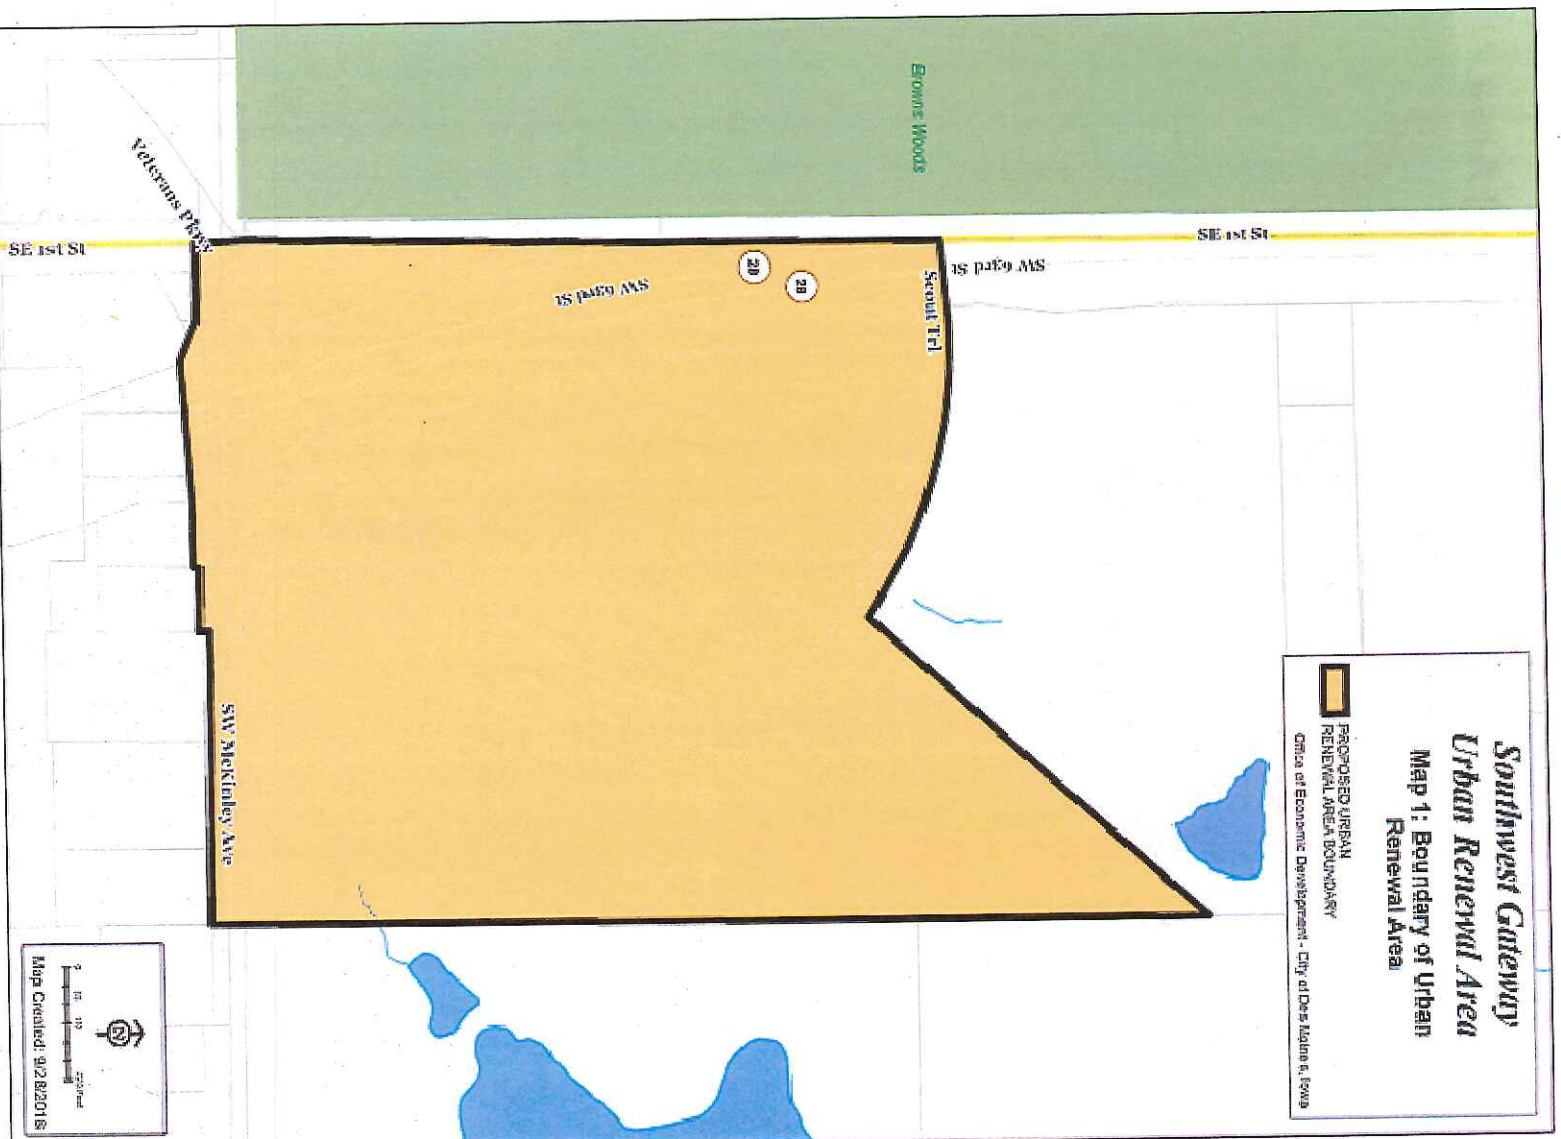 Southwest Gateway
Urban Renewal Area
Map 1: Boundary of Urban
Renewal Area
PROPOSED URBAN
RENEWAL AREA BOUNDARY
Office of Economic Development - City of Des Moines, Iowa
Browns Woods
SE 1st St
SW 63rd St
Scout Trl
28
28
SW 63rd St
Veterans Pkwy
SE 1st St
SW McKinley Ave
N
0
Map Created: 9/28/2016